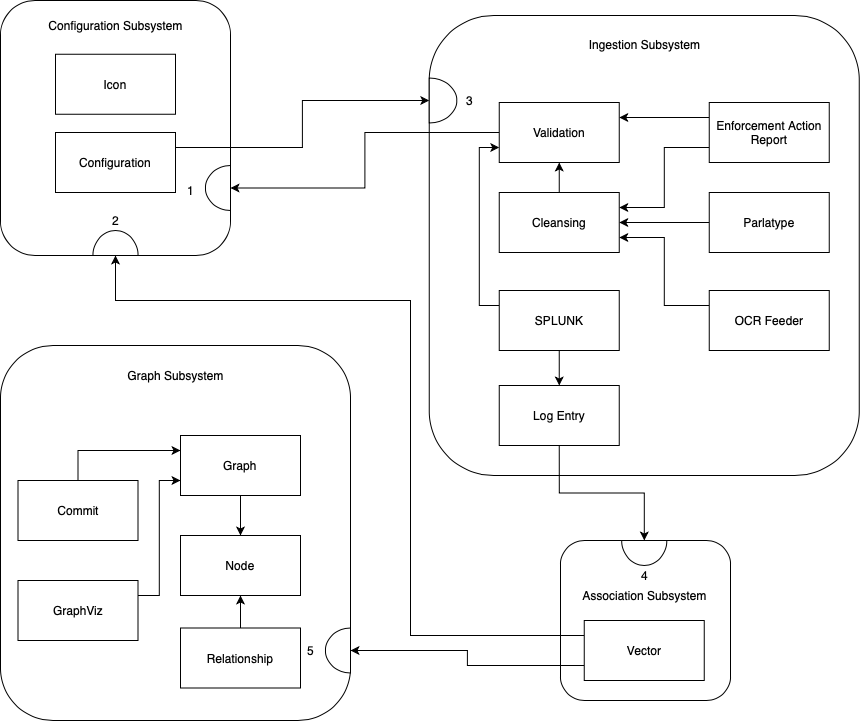 Configuration Subsystem
Icon
Configuration
1
2
Ingestion Subsystem
3
Validation
Enforcement Action
Report
Cleansing
Parlatype
SPLUNK
OCR Feeder
Log Entry
Graph Subsystem
Graph
Commit
Node
GraphViz
Relationship
5
4
Association Subsystem
Vector